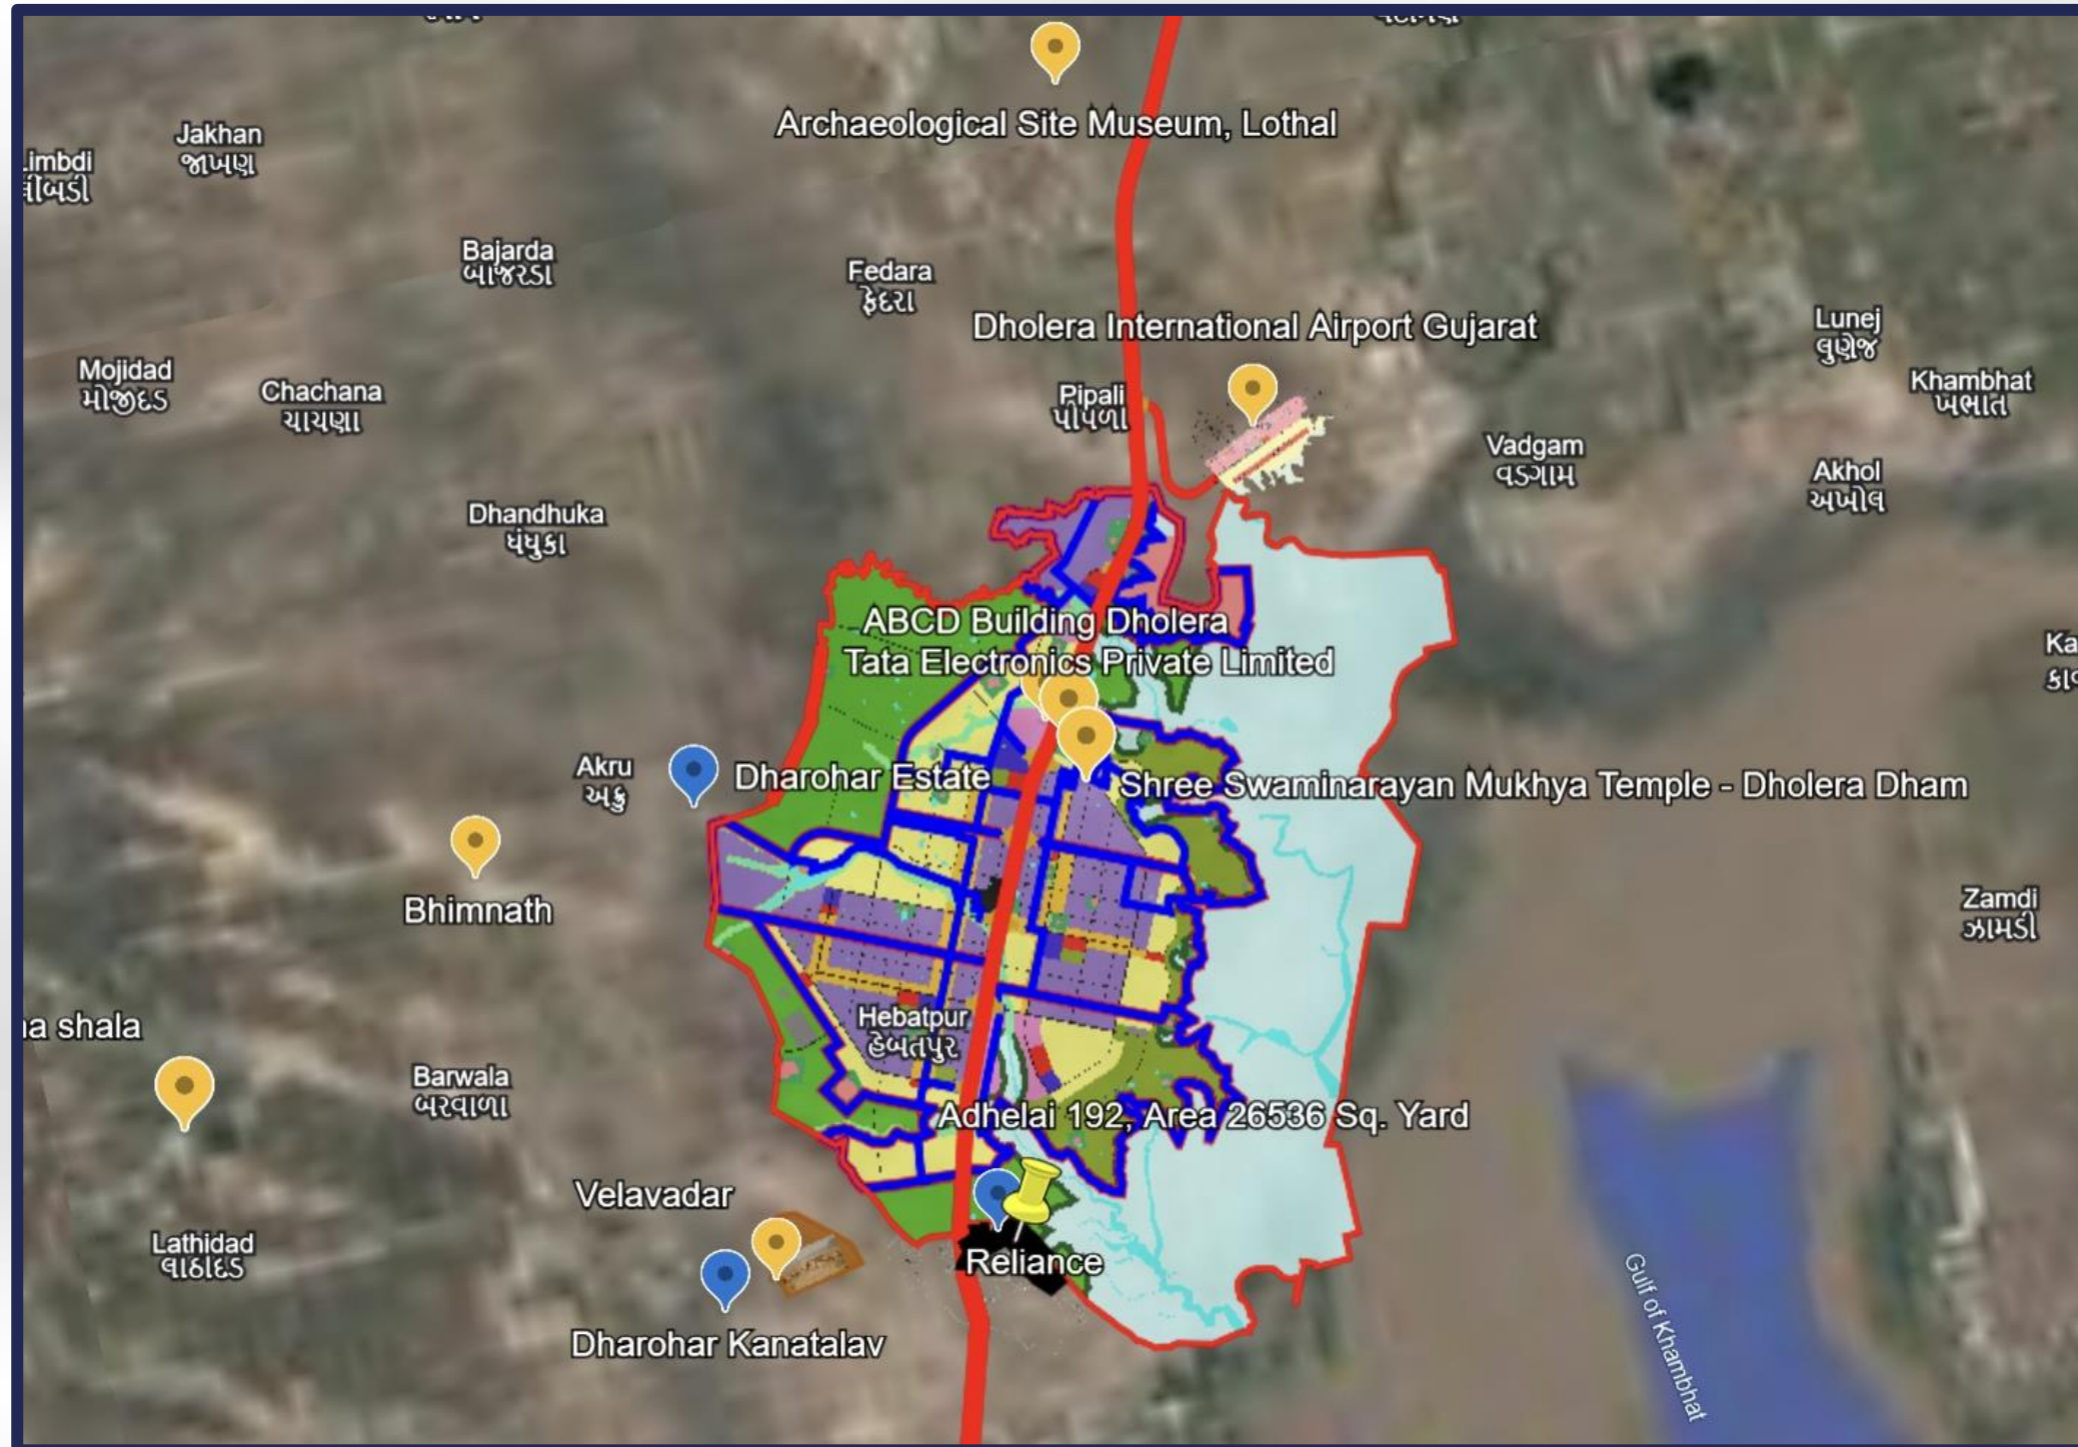 Archaeological Site Museum, Lothal
Jakhan
જાખણ
Limbdi
લીંબડી
Bajarda
બાજરડા
Fedara
ફેદરા
Dholera International Airport Gujarat
Lunej
લુણેજ
Mojidad
મોજીદડ
Chachana
ચાચણા
Pipali
પીપળી
Khambhat
ખંભાત
Vadgam
વડગામ
Akhol
અખોલ
Dhandhuka
ધંધુકા
ABCD Building Dholera
Tata Electronics Private Limited
Ka
Akru
અક્રુ
Dharohar Estate
Shree Swaminarayan Mukhya Temple - Dholera Dham
Bhimnath
Zamdi
ઝામડી
Hebatpur
હેબતપુર
a shala
Barwala
બરવાળા
Adhelai 192, Area 26536 Sq. Yard
Velavadar
Lathidad
લાઠીદડ
Reliance
Dharohar Kanatalav
Gulf of Khambhat